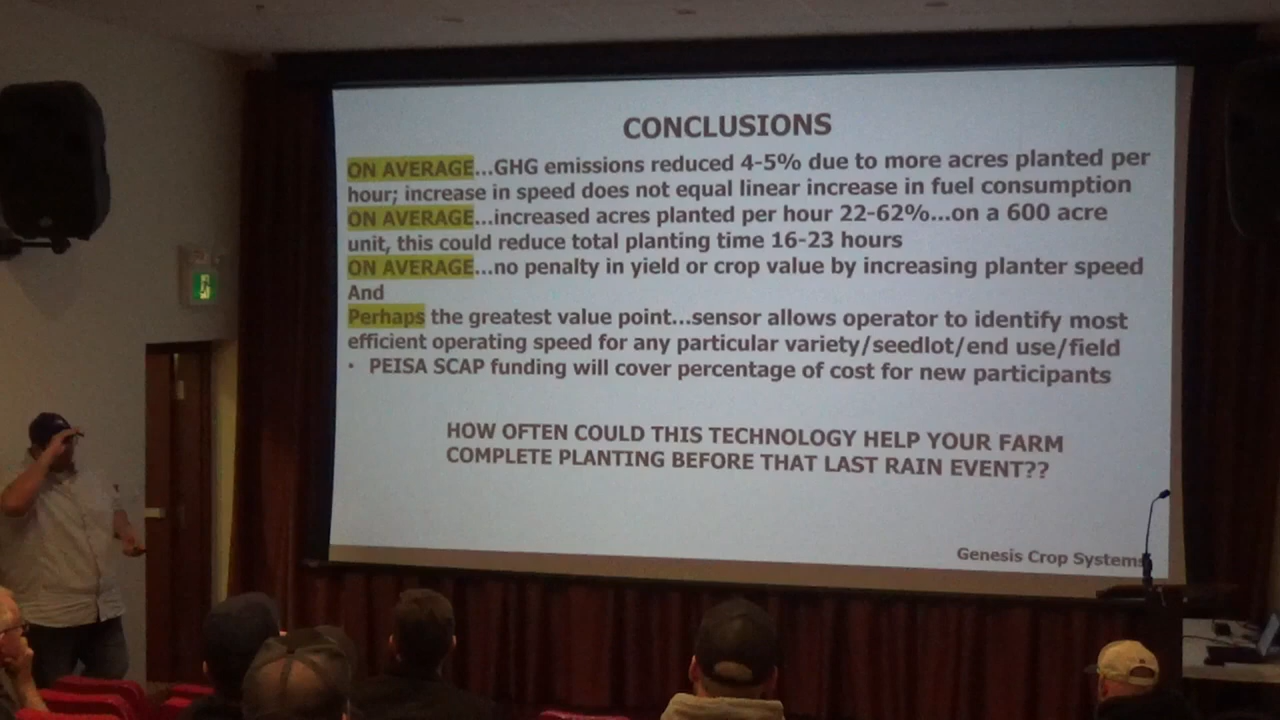 CONCLUSIONS
ON AVERAGE...GHG emissions reduced 4-5% due to more acres planted per
hour; increase in speed does not equal linear increase in fuel consumption
ON AVERAGE...increased acres planted per hour 22-62%...on a 600 acre
unit, this could reduce total planting time 16-23 hours
ON AVERAGE...no penalty in yield or crop value by increasing planter speed
And
Perhaps the greatest value point...sensor allows operator to identify most
efficient operating speed for any particular variety/seedlot/end use/field
• PEISA SCAP funding will cover percentage of cost for new participants
HOW OFTEN COULD THIS TECHNOLOGY HELP YOUR FARM
COMPLETE PLANTING BEFORE THAT LAST RAIN EVENT??
Genesis Crop Systems